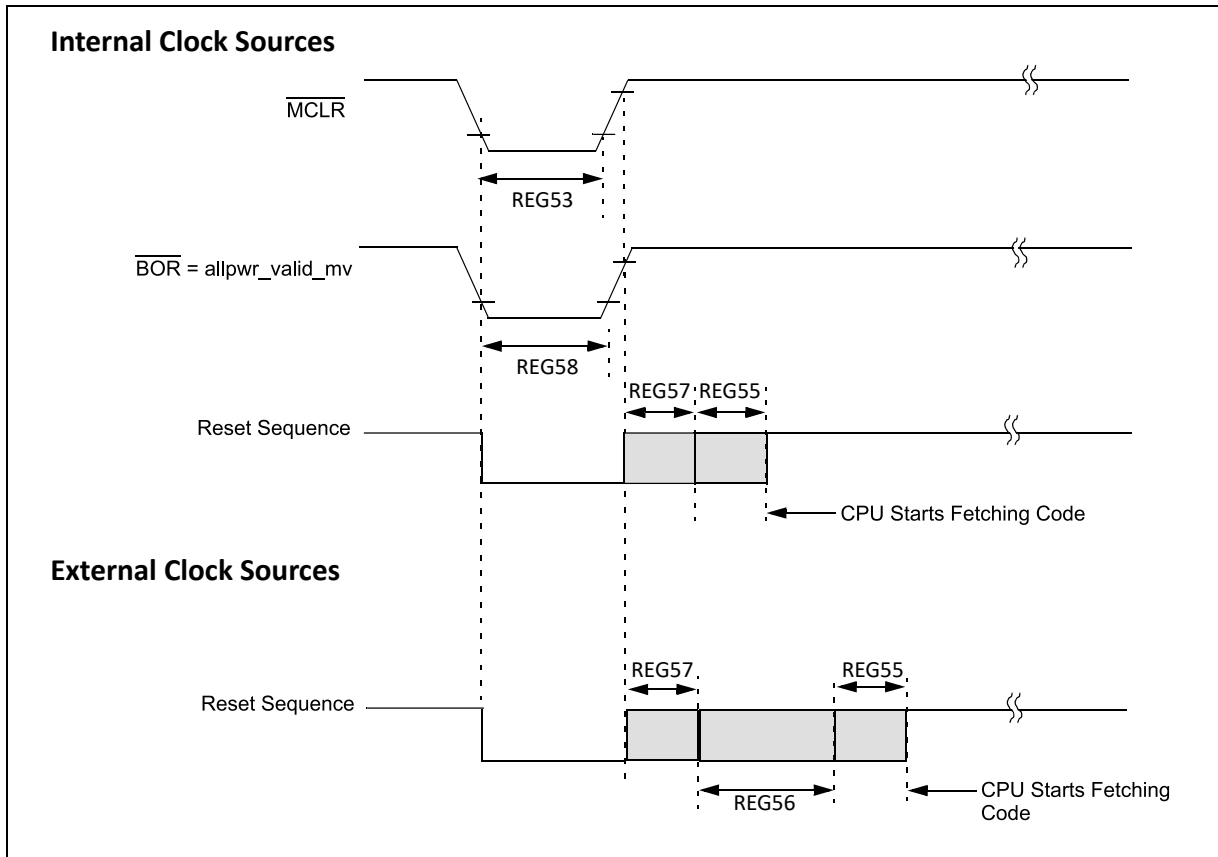 Internal Clock Sources
MCLR
REG53
BOR = allpwr_valid_mv
REG58
REG57 REG55
Reset Sequence
CPU Starts Fetching Code
External Clock Sources
REG57 REG55
Reset Sequence
REG56
CPU Starts Fetching
Code